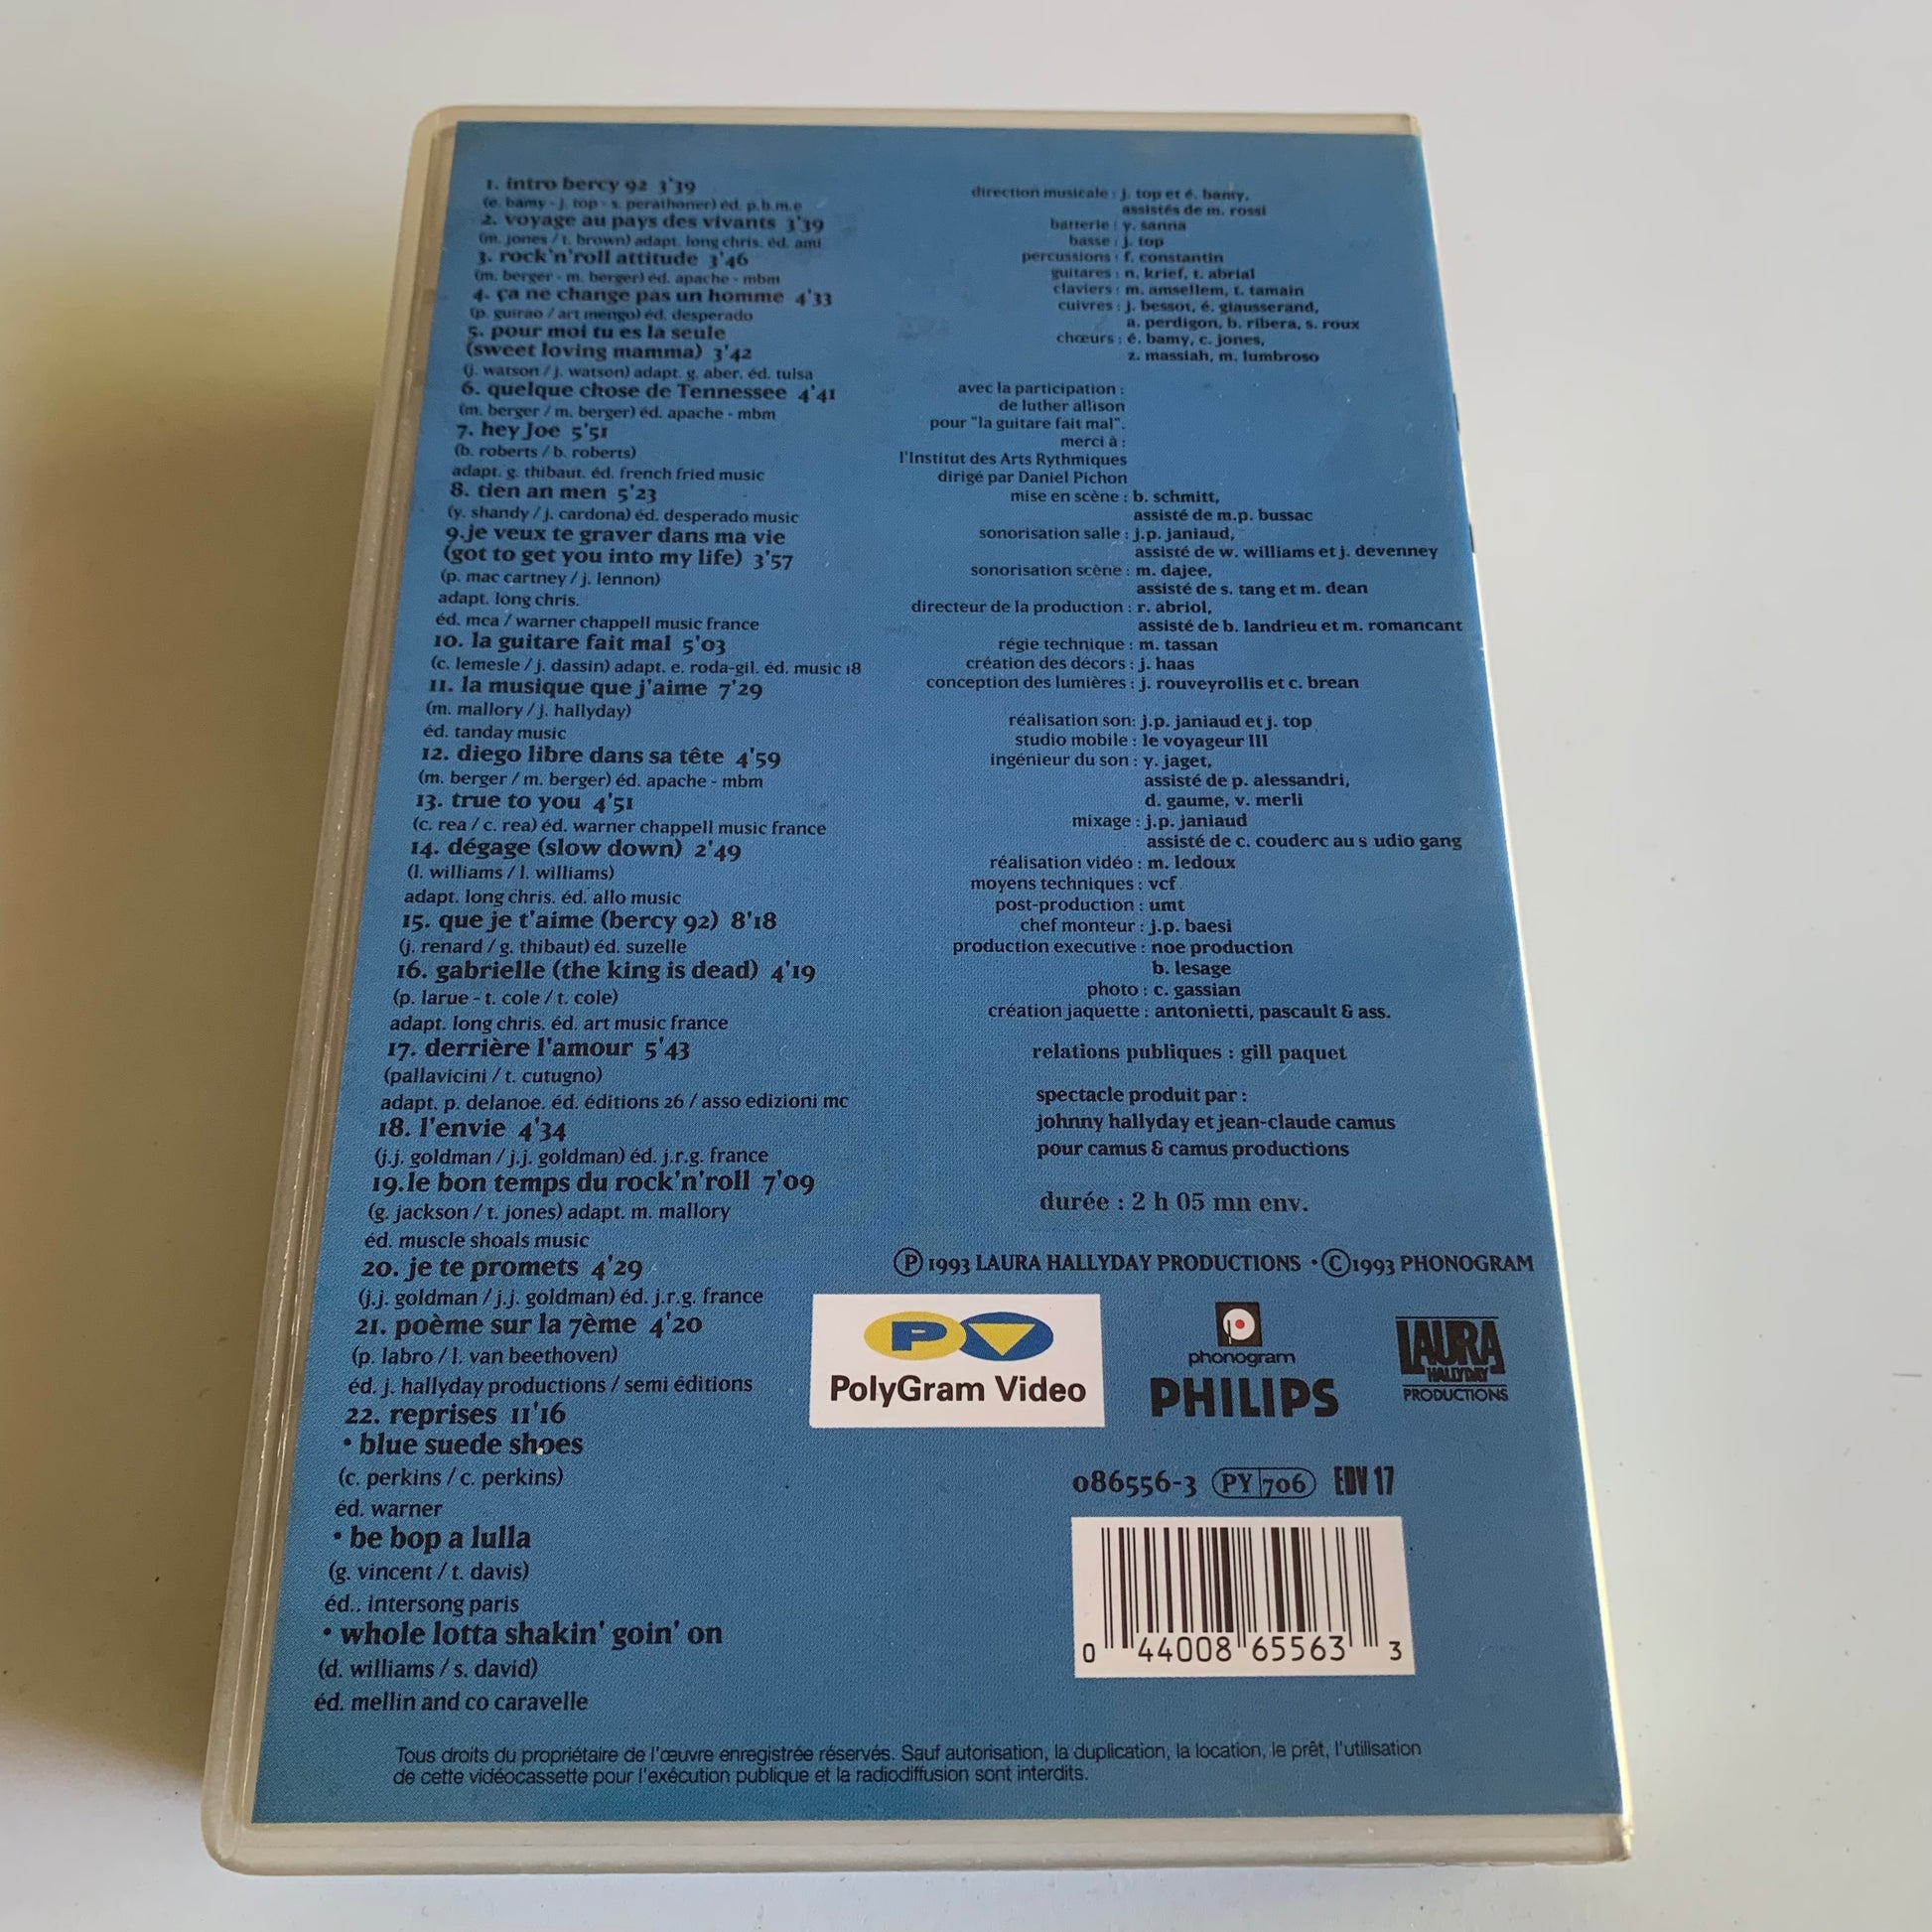 1. intro bercy 92 3'39
(e. bamy - j. top - s. perathoner) éd. p.b.m.e
2. voyage au pays des vivants 3'39
(m. jones / t. brown) adapt. long chris. éd. ami
3. rock'n'roll attitude 3'46
(m. berger - m. berger) éd. apache - mbm
4. ça ne change pas un homme 4'33
(p. guirao / art mengo) éd. desperado
5. pour moi tu es la seule
(sweet loving mamma) 3'42
(j. watson / j. watson) adapt. g. aber. éd. tulsa
6. quelque chose de Tennessee 4'41
(m. berger / m. berger) éd. apache - mbm
7. hey Joe 5'51
(b. roberts / b. roberts)
adapt. g. thibaut. éd. french fried music
8. tien an men 5'23
(y. shandy / j. cardona) éd. desperado music
9.je veux te graver dans ma vie
(got to get you into my life) 3'57
(p. mac cartney / j. lennon)
adapt. long chris.
éd. mca / warner chappell music france
10. la guitare fait mal 5'03
(c. lemesle / j. dassin) adapt. e. roda-gil. éd. music 18
11. la musique que j'aime 7'29
(m. mallory / j. hallyday)
éd. tanday music
12. diego libre dans sa tête 4'59
(m. berger / m. berger) éd. apache - mbm
13. true to you 4'51
(c. rea / c. rea) éd. warner chappell music france
14. dégage (slow down) 2'49
(l. williams / l. williams)
adapt. long chris. éd. allo music
15. que je t'aime (bercy 92) 8'18
(j. renard / g. thibaut) éd. suzelle
16. gabrielle (the king is dead) 4'19
(p. larue - t. cole / t. cole)
adapt. long chris. éd. art music france
17. derrière l'amour 5'43
(pallavicini / t. cutugno)
adapt. p. delanoe. éd. éditions 26 / asso edizioni mc
18. l'envie 4'34
(j.j. goldman / j.j. goldman) éd. j.r.g. france
19.le bon temps du rock'n'roll 7'09
(g. jackson / t. jones) adapt. m. mallory
éd. muscle shoals music
20. je te promets 4'29
(j.j. goldman / j.j. goldman) éd. j.r.g. france
21. poème sur la 7ème 4'20
(p. labro / l. van beethoven)
éd. j. hallyday productions / semi éditions
22. reprises 11'16
• blue suede shoes
(c. perkins / c. perkins)
éd. warner
• be bop a lulla
(g. vincent / t. davis)
éd.. intersong paris
• whole lotta shakin' goin' on
(d. williams / s. david)
éd. mellin and co caravelle
direction musicale : j. top et é. bamy,
assistés de m. rossi
batterie : y. sanna
basse : j. top
percussions : f. constantin
guitares : n. krief, t. abrial
claviers : m. amsellem, t. tamain
cuivres : j. bessot, é. giausserand,
a. perdigon, b. ribera, s. roux
chœurs : é. bamy, c. jones,
z. massiah, m. lumbroso
avec la participation :
de luther allison
pour "la guitare fait mal".
merci à :
l'Institut des Arts Rythmiques
dirigé par Daniel Pichon
mise en scène : b. schmitt,
assisté de m.p. bussac
sonorisation salle : j.p. janiaud,
assisté de w. williams et j. devenney
sonorisation scène : m. dajee,
assisté de s. tang et m. dean
directeur de la production : r. abriol,
assisté de b. landrieu et m. romancant
régie technique : m. tassan
création des décors : j. haas
conception des lumières : j. rouveyrollis et c. brean
réalisation son: j.p. janiaud et j. top
studio mobile : le voyageur III
ingénieur du son : y. jaget,
assisté de p. alessandri,
d. gaume, v. merli
mixage : j.p. janiaud
assisté de c. couderc au s udio gang
réalisation vidéo : m. ledoux
moyens techniques : vcf
post-production : umt
chef monteur : j.p. baesi
production executive : noe production
b. lesage
photo : c. gassian
création jaquette : antonietti, pascault & ass.
relations publiques : gill paquet
spectacle produit par :
johnny hallyday et jean-claude camus
pour camus & camus productions
durée : 2 h 05 mn env.
Ⓟ 1993 LAURA HALLYDAY PRODUCTIONS • Ⓒ1993 PHONOGRAM
PV
PolyGram Video
phonogram
PHILIPS
LAURA
HALLYDAY
PRODUCTIONS
086556-3 PY 706 EDV 17
0 44008 65563 3
Tous droits du propriétaire de l'œuvre enregistrée réservés. Sauf autorisation, la duplication, la location, le prêt, l'utilisation
de cette vidéocassette pour l'exécution publique et la radiodiffusion sont interdits.